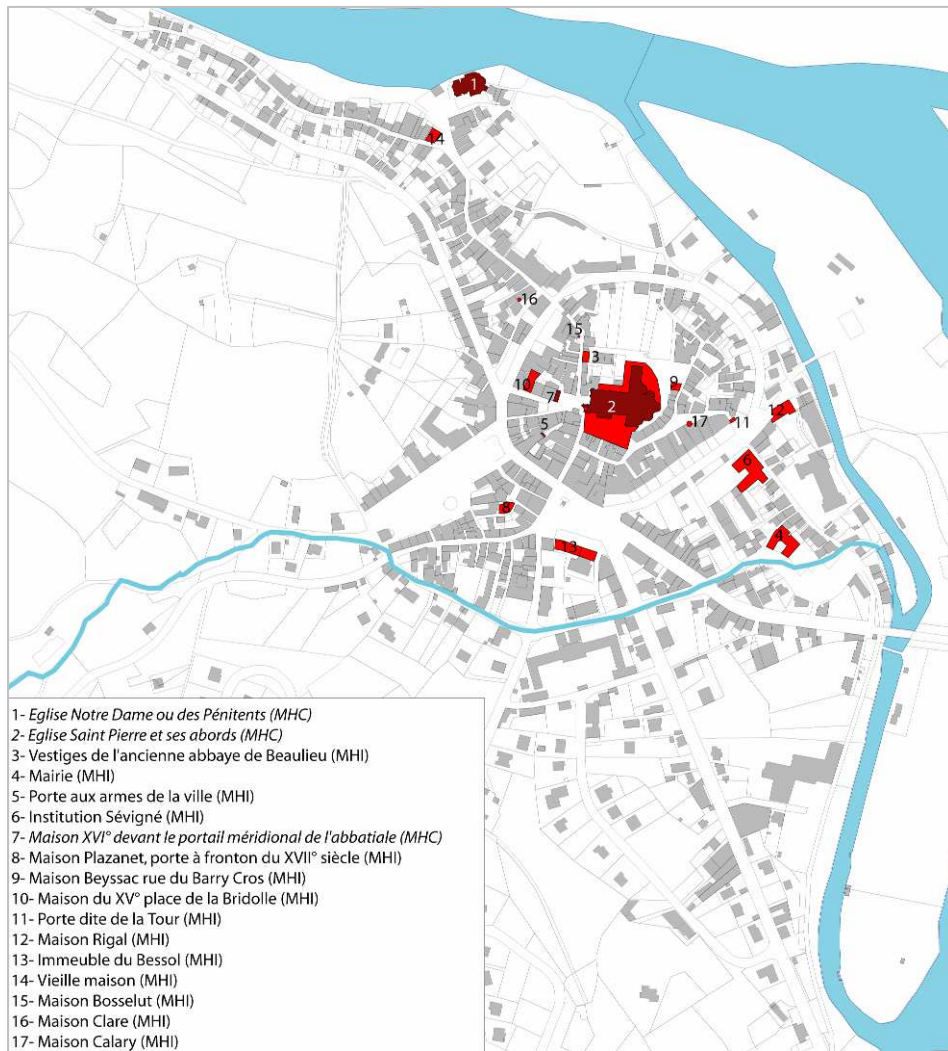 1
14
16
15
3
10
7
9
2
5
17
11
12
6
8
4
13
1- Eglise Notre Dame ou des Pénitents (MHC)
2- Eglise Saint Pierre et ses abords (MHC)
3- Vestiges de l'ancienne abbaye de Beaulieu (MHI)
4- Mairie (MHI)
5- Porte aux armes de la ville (MHI)
6- Institution Sévigné (MHI)
7- Maison XVI° devant le portail méridional de l'abbatiale (MHC)
8- Maison Plazanet, porte à fronton du XVII° siècle (MHI)
9- Maison Beyssac rue du Barry Cros (MHI)
10- Maison du XV° place de la Bridolle (MHI)
11- Porte dite de la Tour (MHI)
12- Maison Rigal (MHI)
13- Immeuble du Bessol (MHI)
14- Vieille maison (MHI)
15- Maison Bosselut (MHI)
16- Maison Clare (MHI)
17- Maison Calary (MHI)